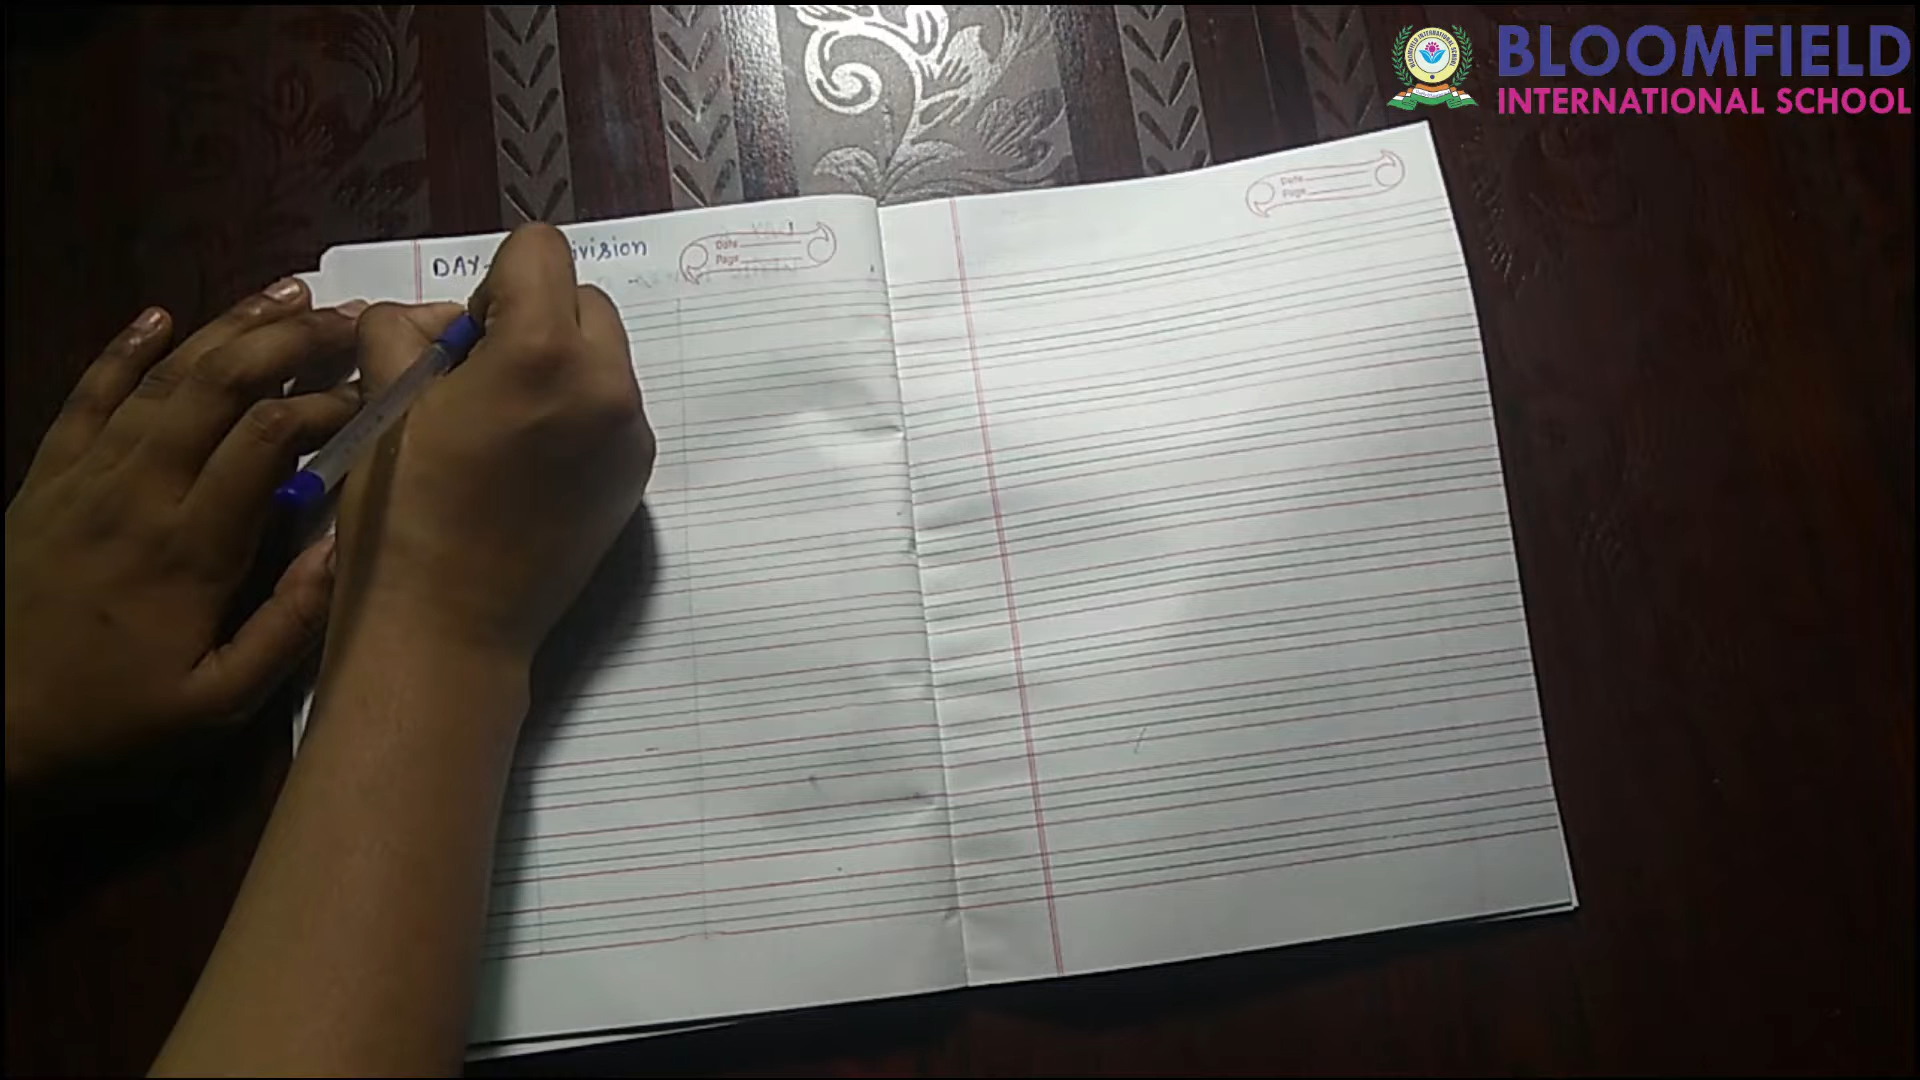 BLOOMFIELD
INTERNATIONAL SCHOOL
DAY-
ivision
Date
Page
Date
Page